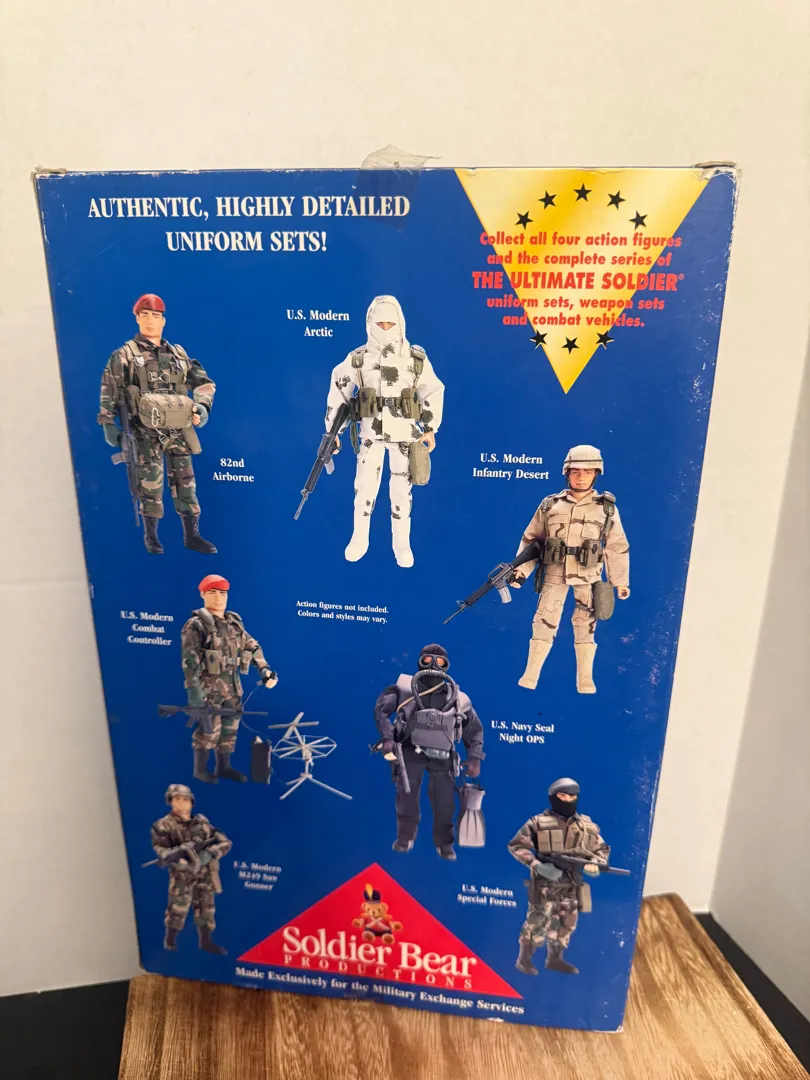 AUTHENTIC, HIGHLY DETAILED
UNIFORM SETS!
Collect all four action figures
and the complete series of
THE ULTIMATE SOLDIER®
uniform sets, weapon sets
and combat vehicles.
U.S. Modern
Arctic
82nd
Airborne
U.S. Modern
Infantry Desert
Action figures not included.
Colors and styles may vary.
U.S. Modern
Combat
Controller
U.S. Navy Seal
Night OPS
U.S. Modern
M249 Saw
Gunner
U.S. Modern
Special Forces
Soldier Bear
PRODUCTIONS
Made Exclusively for the Military Exchange Services